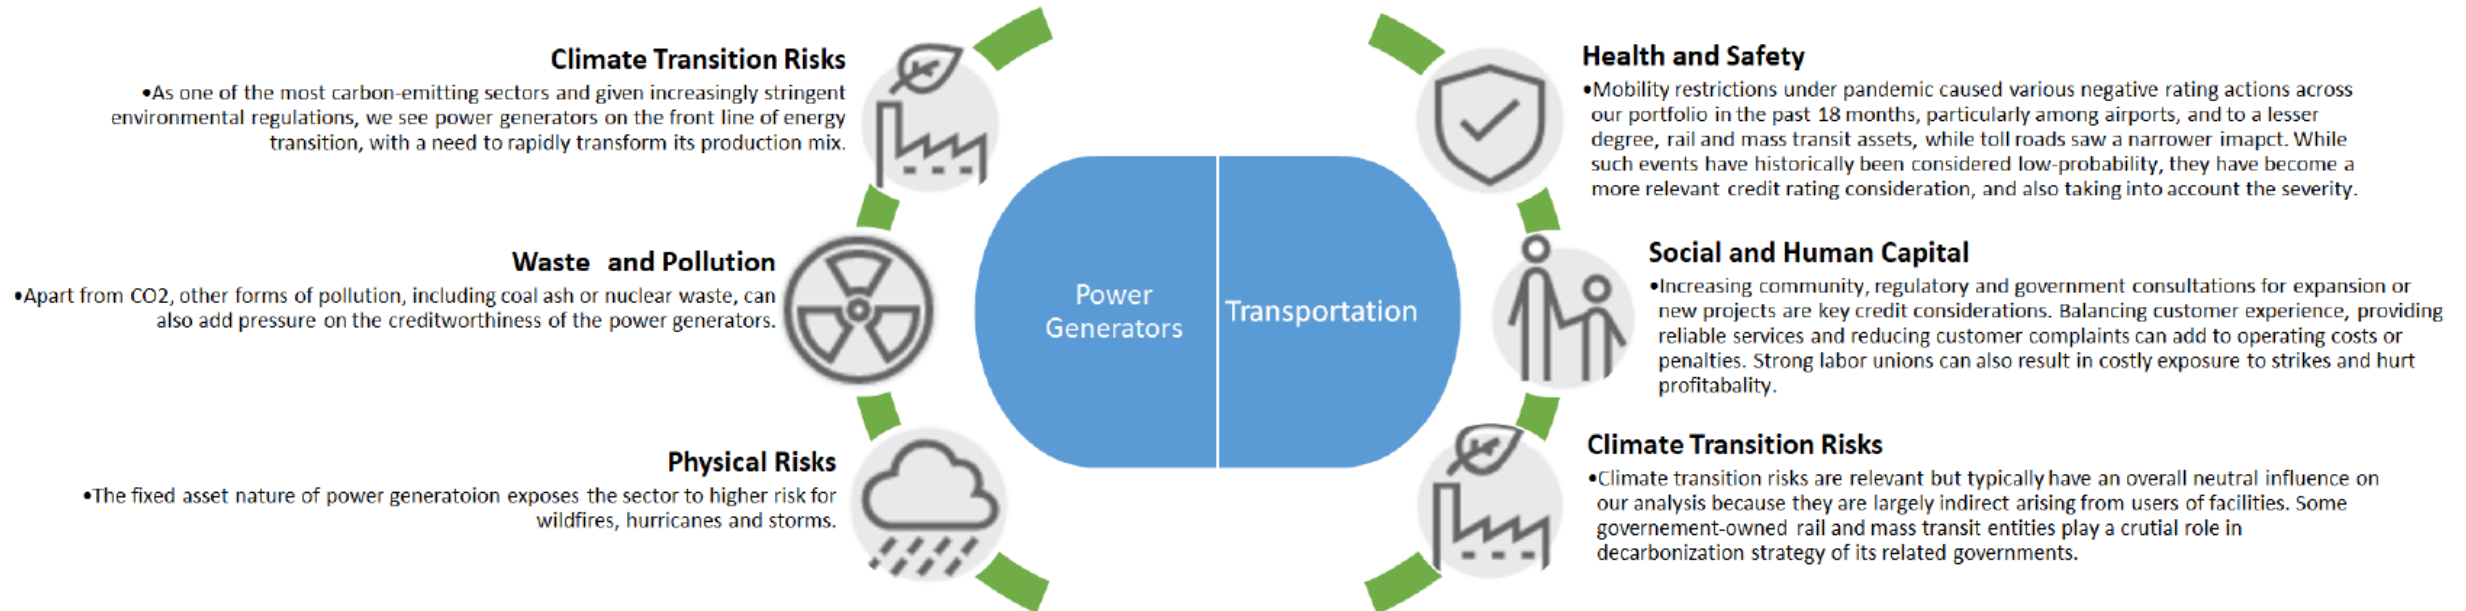 Climate Transition Risks
•As one of the most carbon-emitting sectors and given increasingly stringent
environmental regulations, we see power generators on the front line of energy
transition, with a need to rapidly transform its production mix.
Waste and Pollution
•Apart from CO2, other forms of pollution, including coal ash or nuclear waste, can
also add pressure on the creditworthiness of the power generators.
Physical Risks
•The fixed asset nature of power generatoion exposes the sector to higher risk for
wildfires, hurricanes and storms.
Power
Generators
Transportation
Health and Safety
•Mobility restrictions under pandemic caused various negative rating actions across
our portfolio in the past 18 months, particularly among airports, and to a lesser
degree, rail and mass transit assets, while toll roads saw a narrower imapct. While
such events have historically been considered low-probability, they have become a
more relevant credit rating consideration, and also taking into account the severity.
Social and Human Capital
•Increasing community, regulatory and government consultations for expansion or
new projects are key credit considerations. Balancing customer experience, providing
reliable services and reducing customer complaints can add to operating costs or
penalties. Strong labor unions can also result in costly exposure to strikes and hurt
profitabality.
Climate Transition Risks
•Climate transition risks are relevant but typically have an overall neutral influence on
our analysis because they are largely indirect arising from users of facilities. Some
governement-owned rail and mass transit entities play a crutial role in
decarbonization strategy of its related governments.